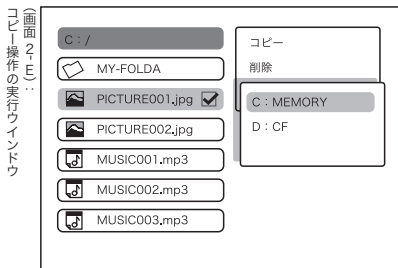 (画面 2-E):
コピー操作の実行ウインドウ
C:/
MY-FOLDA
PICTURE001.jpg
PICTURE002.jpg
MUSIC001.mp3
MUSIC002.mp3
MUSIC003.mp3
コピー
削除
C:MEMORY
D:CF